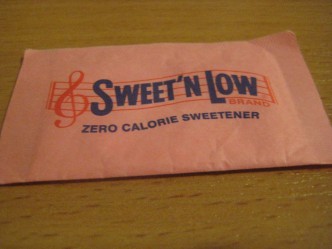 SWEET'N LOW
BRAND
ZERO CALORIE SWEETENER